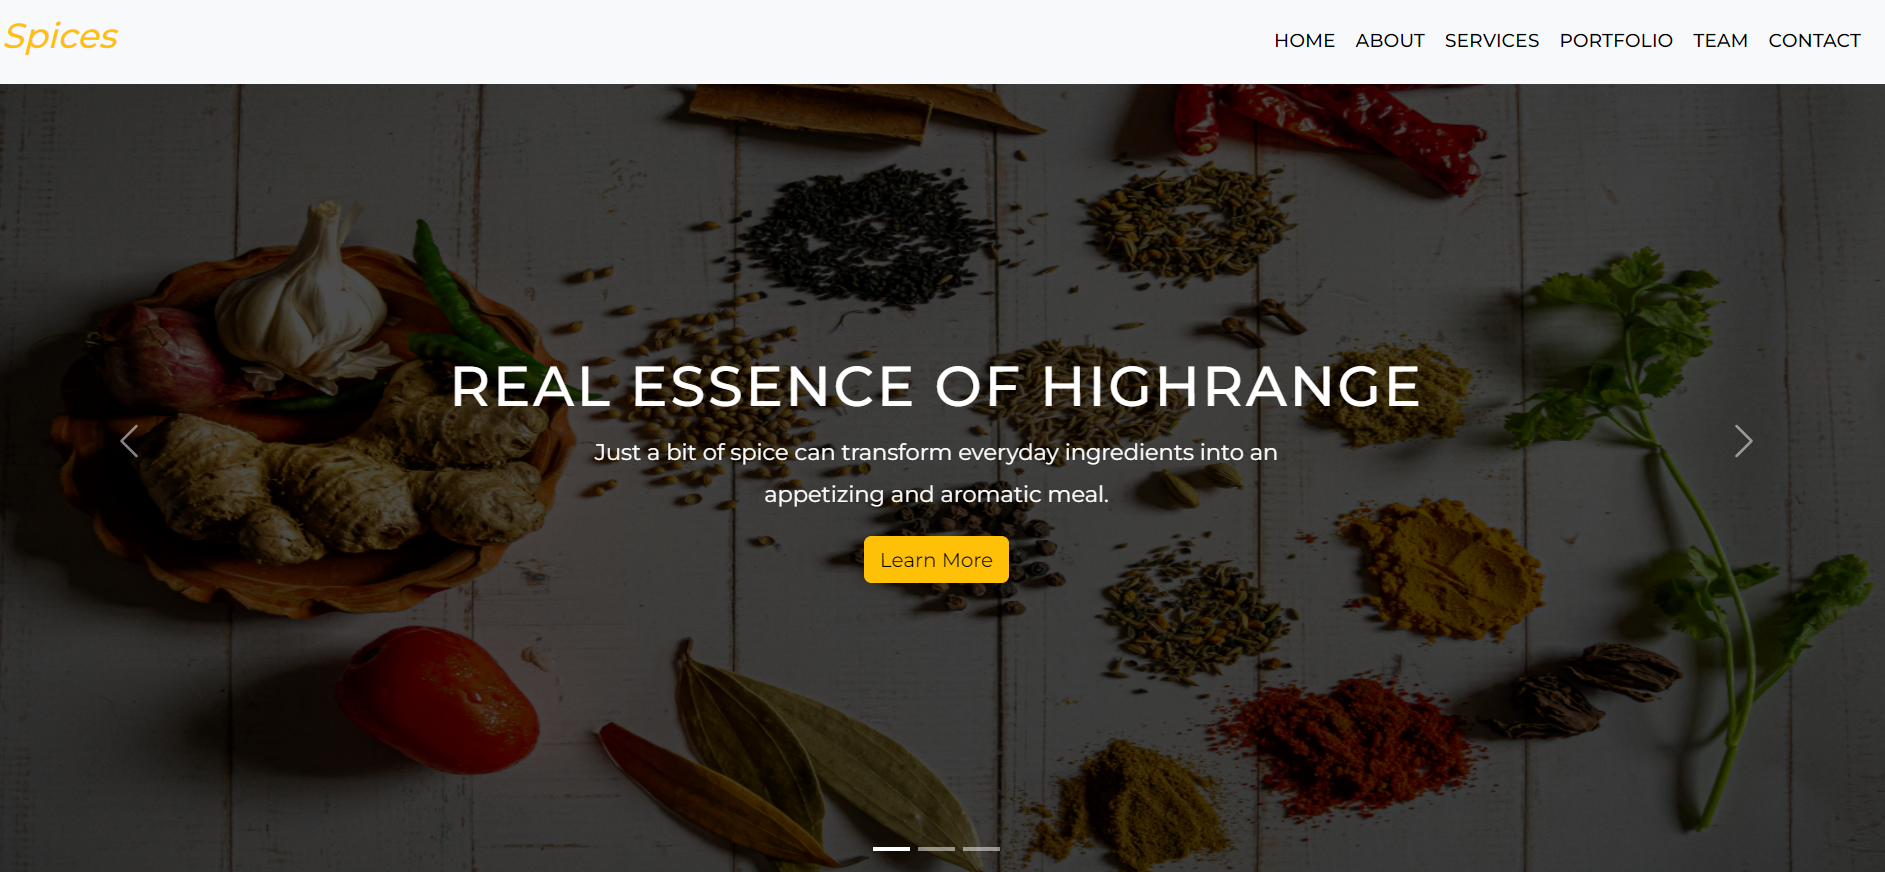 Spices
HOME ABOUT SERVICES PORTFOLIO TEAM CONTACT
REAL ESSENCE OF HIGHRANGE
Just a bit of spice can transform everyday ingredients into an
appetizing and aromatic meal.
Learn More